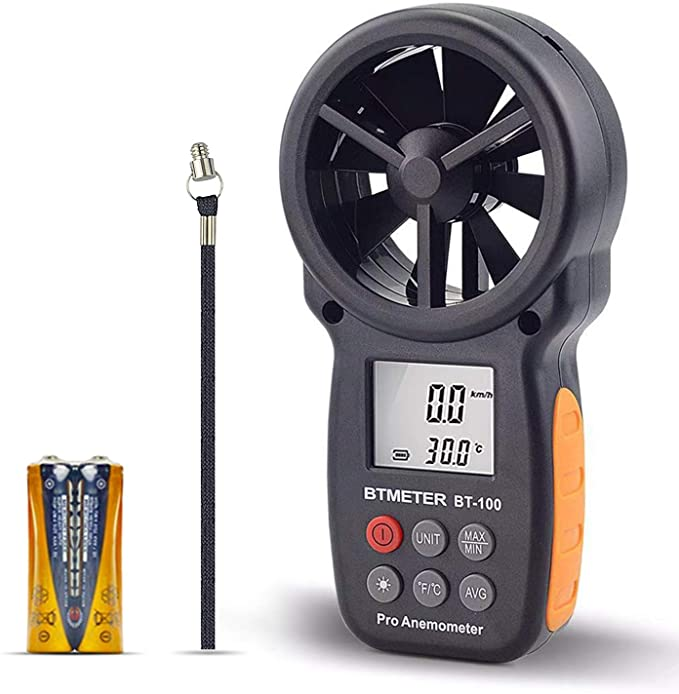 0.0 km/h
30.0 °C
BTMETER BT-100
UNIT
MAX
MIN
°F/°C
AVG
Pro Anemometer